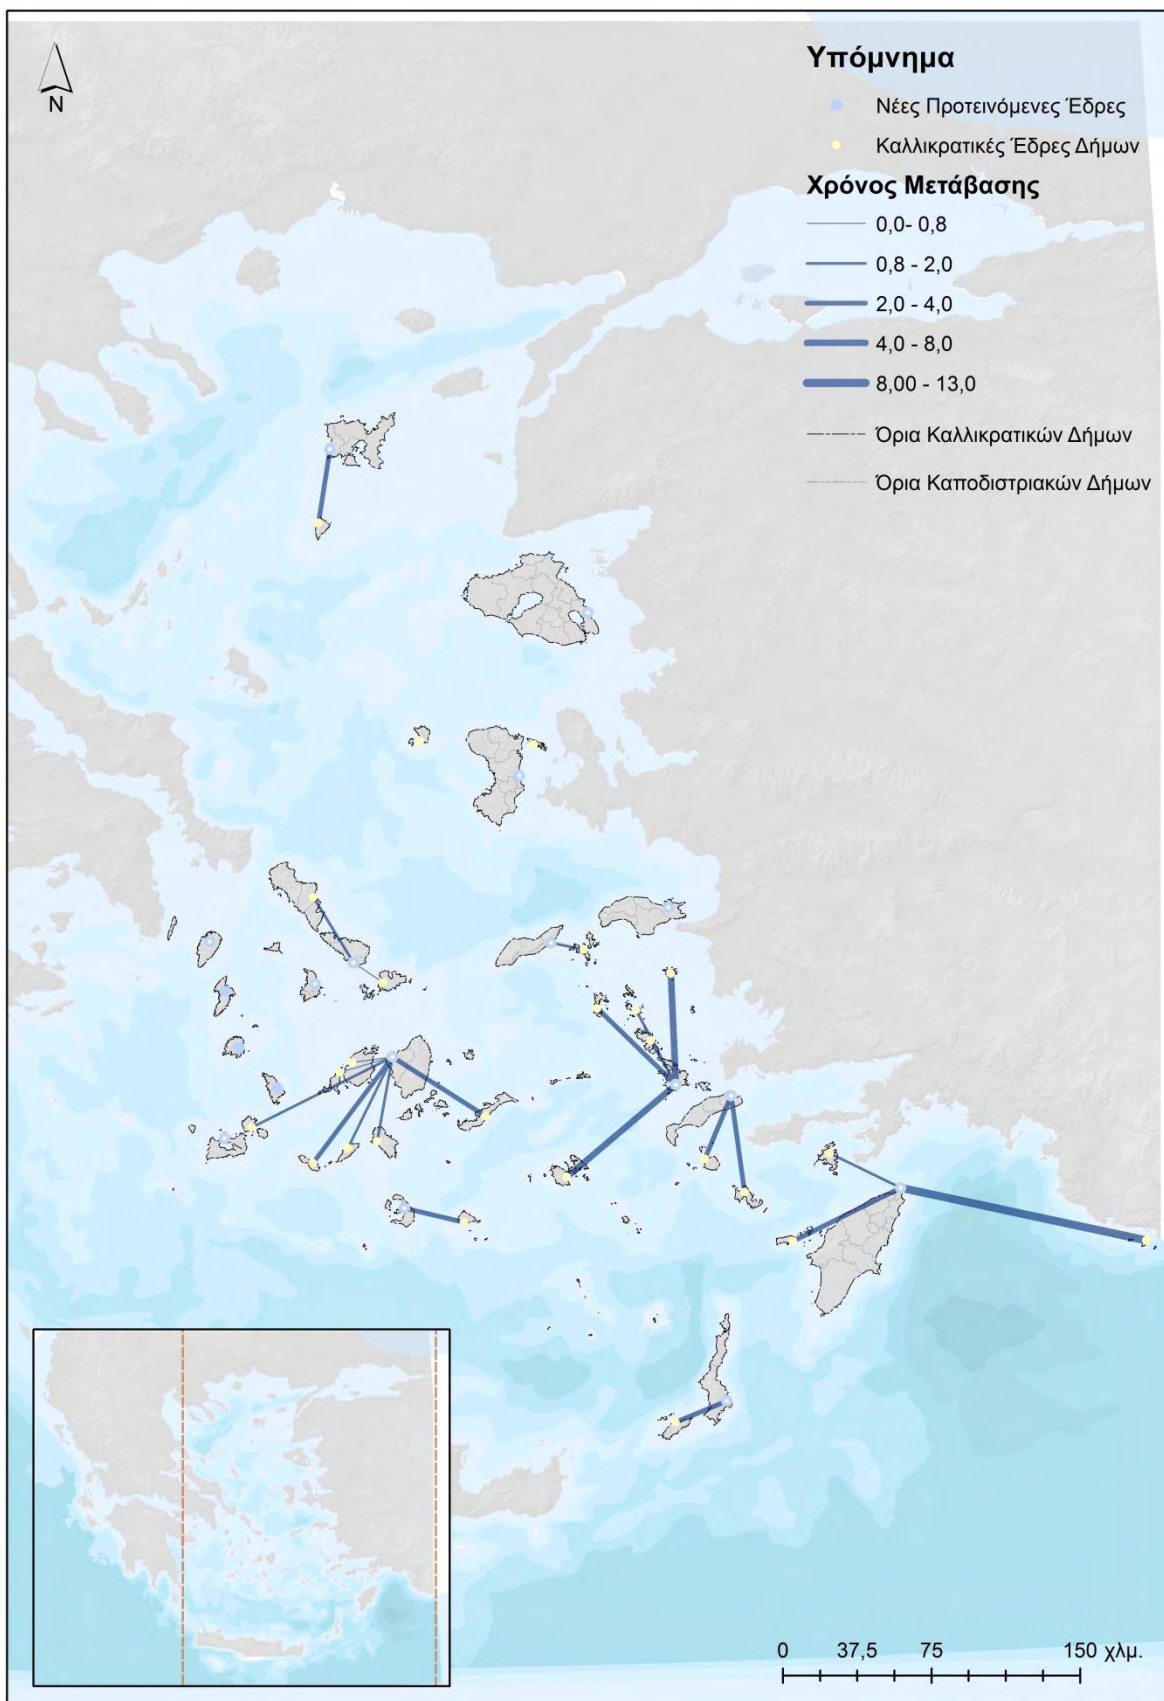 N
Υπόμνημα
Νέες Προτεινόμενες Έδρες
Καλλικρατικές Έδρες Δήμων
Χρόνος Μετάβασης
0,0- 0,8
0,8 - 2,0
2,0 - 4,0
4,0 - 8,0
8,00 - 13,0
Όρια Καλλικρατικών Δήμων
Όρια Καποδιστριακών Δήμων
0 37,5 75 150 χλμ.